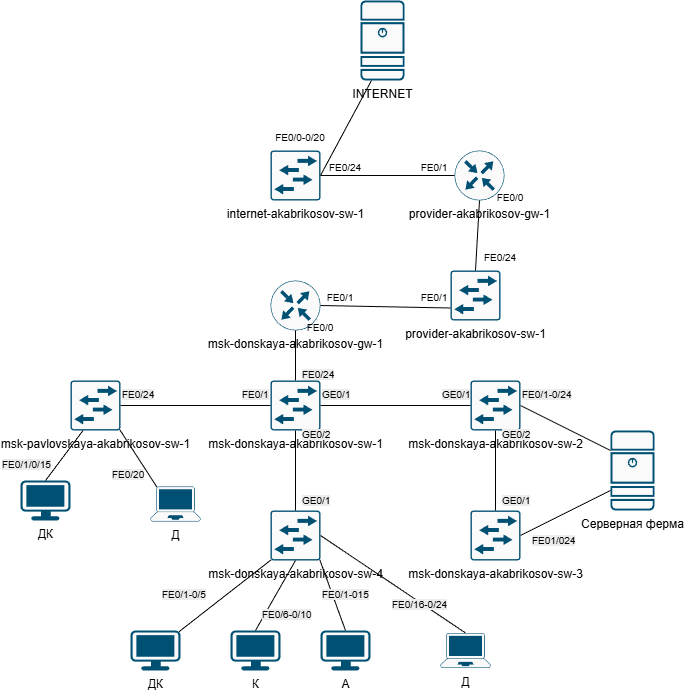 INTERNET
FE0/0-0/20
FE0/24
FE0/1
internet-akabrikosov-sw-1
provider-akabrikosov-gw-1
FE0/0
FE0/24
FE0/1
FE0/1
provider-akabrikosov-sw-1
FE0/0
msk-donskaya-akabrikosov-gw-1
FE0/24
FE0/24
FE0/1
GE0/1
GE0/1
FE0/1-0/24
msk-pavlovskaya-akabrikosov-sw-1
msk-donskaya-akabrikosov-sw-1
msk-donskaya-akabrikosov-sw-2
GE0/2
GE0/2
FE0/1/0/15
FE0/20
GE0/1
GE0/1
Серверная ферма
ДК
Д
FE01/024
msk-donskaya-akabrikosov-sw-4
msk-donskaya-akabrikosov-sw-3
FE0/1-0/5
FE0/6-0/10
FE0/1-015
FE0/16-0/24
ДК
К
А
Д